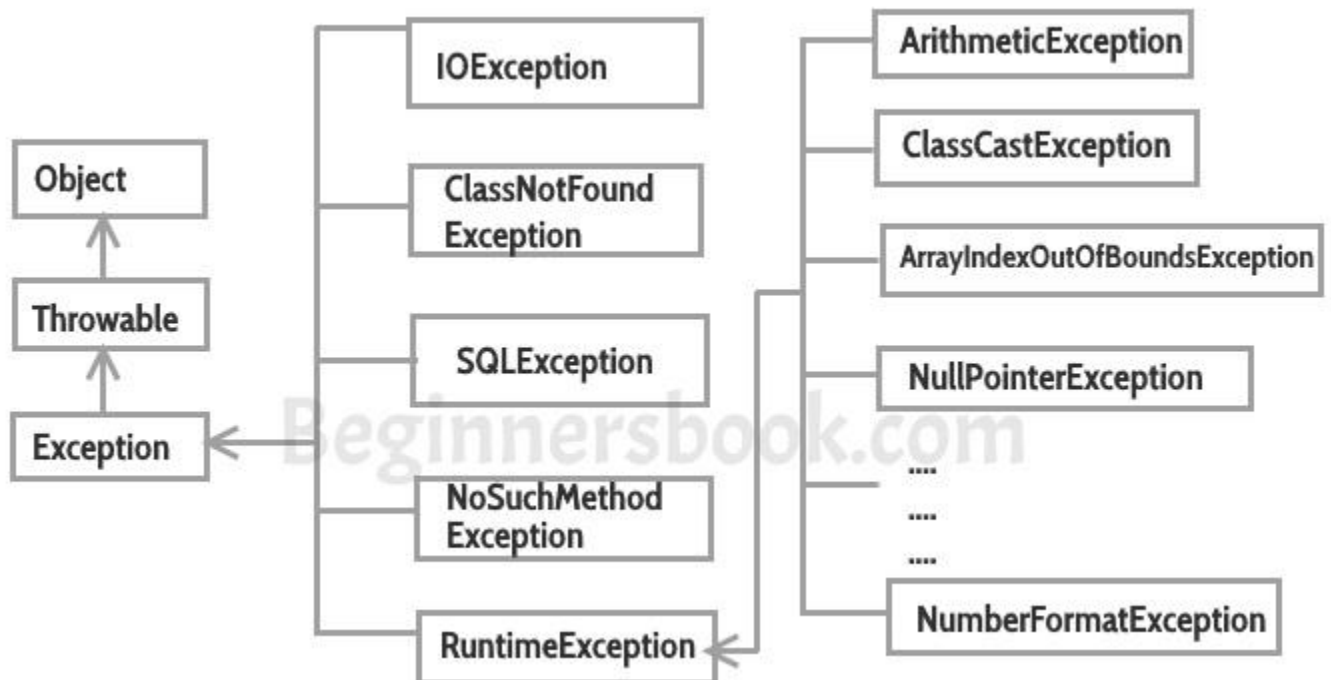 Object
Throwable
Exception
IOException
ClassNotFound
Exception
SQLException
NoSuchMethod
Exception
RuntimeException
ArithmeticException
ClassCastException
ArrayIndexOutOfBoundsException
NullPointerException
....
....
....
NumberFormatException
Beginnersbook.com